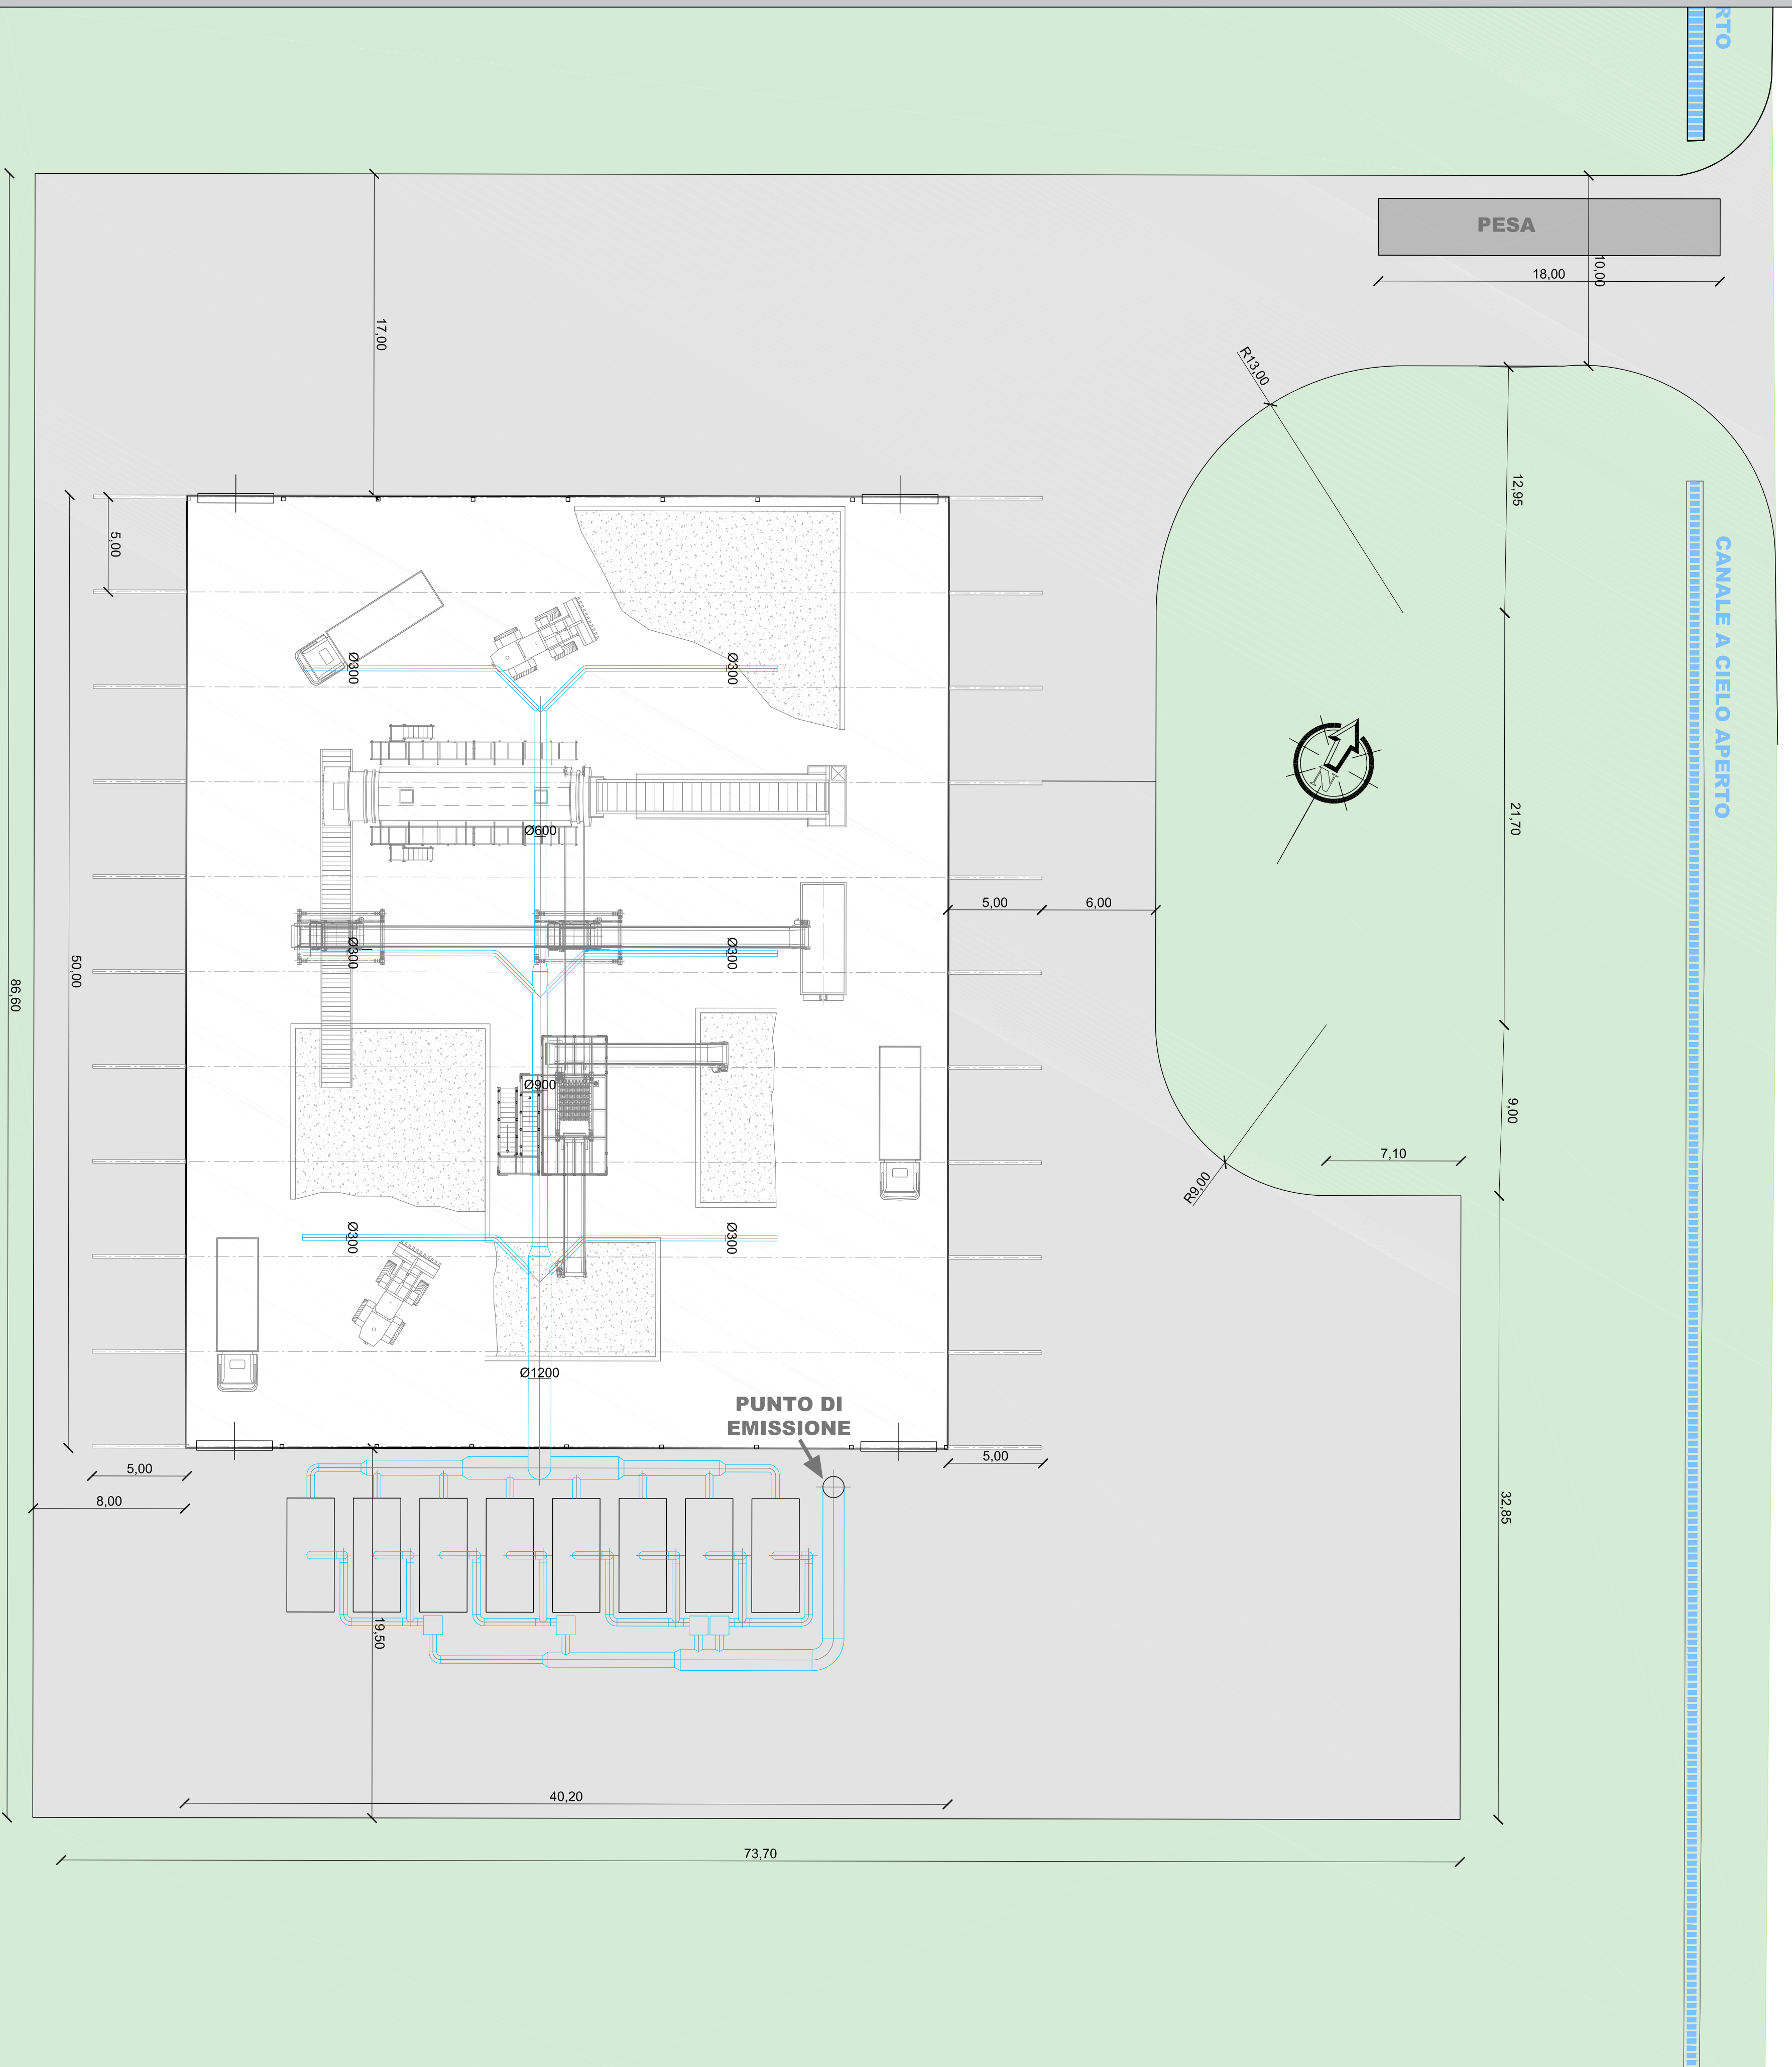 RTO
PESA
18,00
10,00
17,00
R13,00
12,95
5,00
CANALE A CIELO APERTO
Ø300
Ø300
N
21,70
Ø600
5,00
6,00
Ø300
Ø300
50,00
86,60
Ø900
9,00
7,10
R9,00
Ø300
Ø300
Ø1200
PUNTO DI
EMISSIONE
5,00
5,00
8,00
32,85
19,50
40,20
73,70